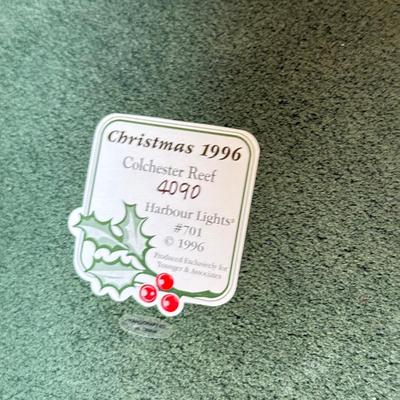 Christmas 1996
Colchester Reef
4090
Harbour Lights®
#701
© 1996
Produced Exclusively for
Younger & Associates